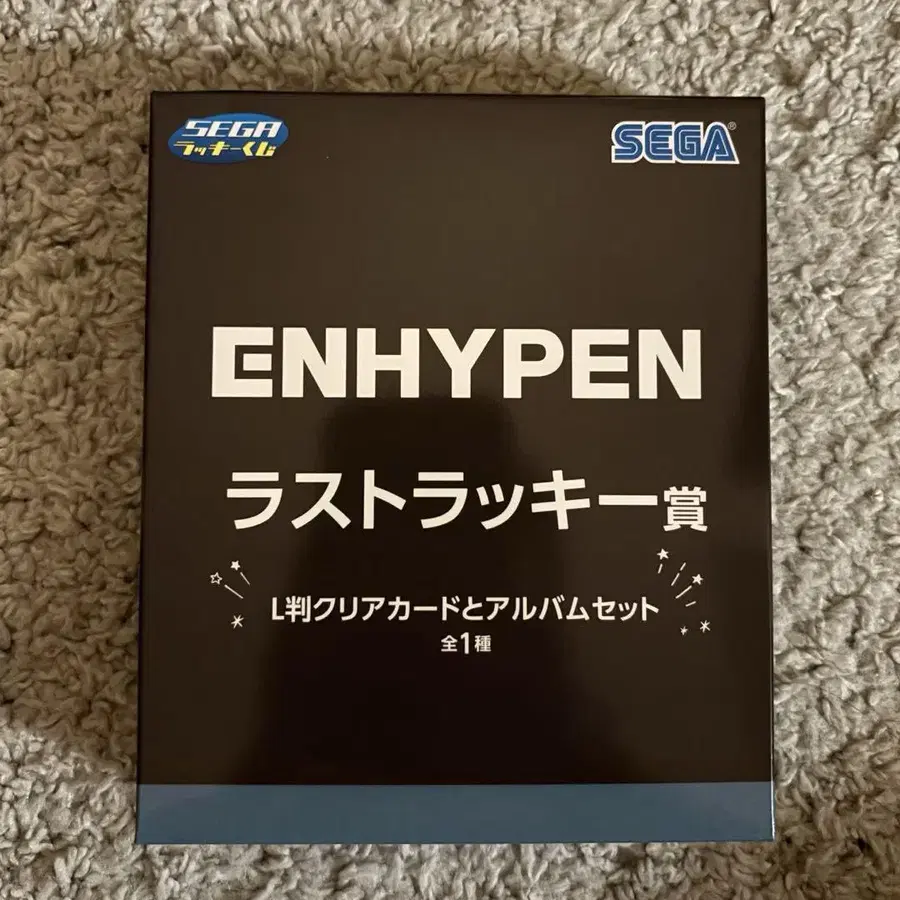 SEGA
ラッキーくじ
SEGA®
ENHYPEN
ラストラッキー賞
L判クリアカードとアルバムセット
全1種